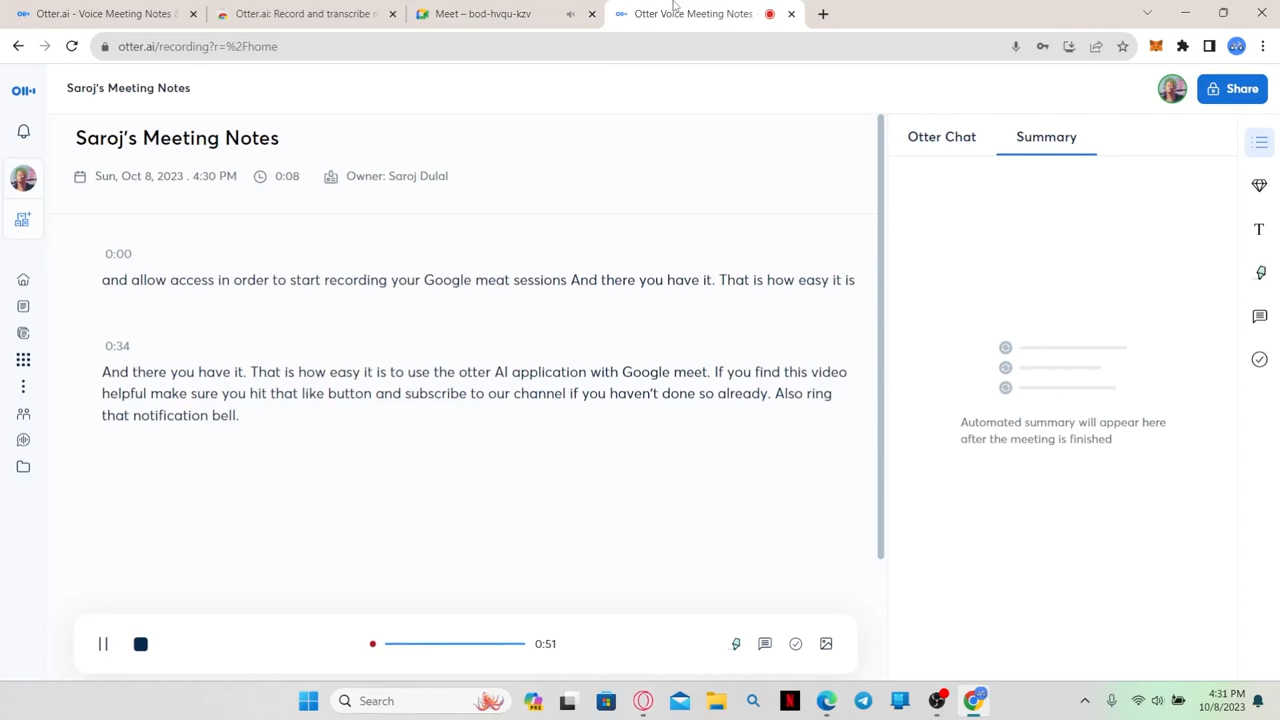 Otter.ai - Voice Meeting Notes &
Otter.ai: Record and transcribe m
Meet – bod-hvqu-kzv
Otter Voice Meeting Notes
otter.ai/recording?r=%2Fhome
Saroj's Meeting Notes
Share
Saroj's Meeting Notes
Otter Chat
Summary
Sun, Oct 8, 2023 . 4:30 PM
0:08
Owner: Saroj Dulal
0:00
and allow access in order to start recording your Google meat sessions And there you have it. That is how easy it is
0:34
And there you have it. That is how easy it is to use the otter AI application with Google meet. If you find this video
helpful make sure you hit that like button and subscribe to our channel if you haven't done so already. Also ring
that notification bell.
Automated summary will appear here
after the meeting is finished
T
0:51
Search
4:31 PM
10/8/2023